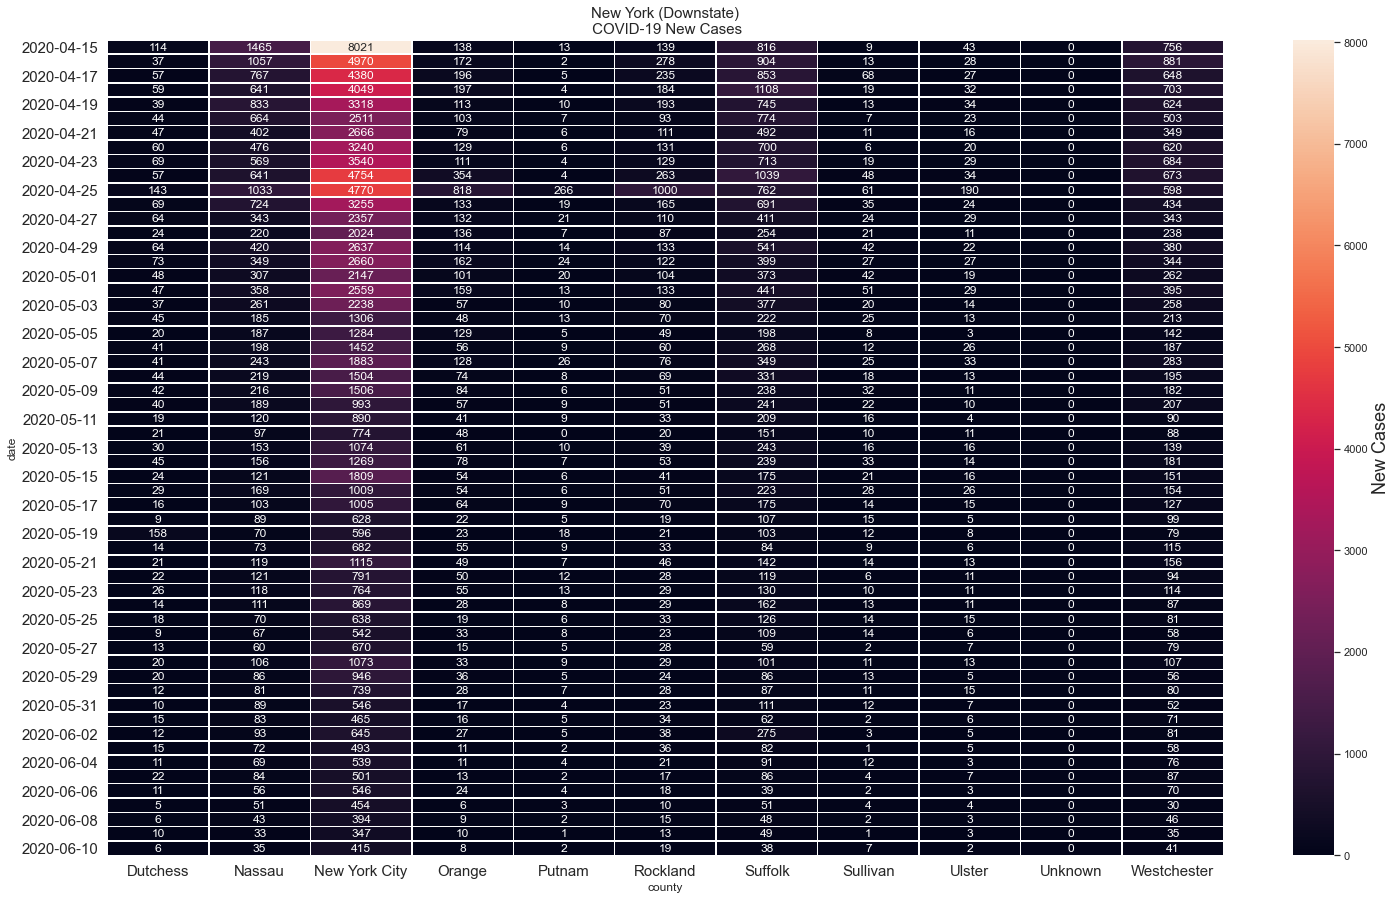 New York (Downstate)
COVID-19 New Cases
2020-04-15 114 1465 8021 138 13 139 816 9 43 0 756
37 1057 4970 172 2 278 904 13 28 0 881
2020-04-17 57 767 4380 196 5 235 853 68 27 0 648
59 641 4049 197 4 184 1108 19 32 0 703
2020-04-19 39 833 3318 113 10 193 745 13 34 0 624
44 664 2511 103 7 93 774 7 23 0 503
2020-04-21 47 402 2666 79 6 111 492 11 16 0 349
60 476 3240 129 6 131 700 6 20 0 620
2020-04-23 69 569 3540 111 4 129 713 19 29 0 684
57 641 4754 354 4 263 1039 48 34 0 673
2020-04-25 143 1033 4770 818 266 1000 762 61 190 0 598
69 724 3255 133 19 165 691 35 24 0 434
2020-04-27 64 343 2357 132 21 110 411 24 29 0 343
24 220 2024 136 7 87 254 21 11 0 238
2020-04-29 64 420 2637 114 14 133 541 42 22 0 380
73 349 2660 162 24 122 399 27 27 0 344
2020-05-01 48 307 2147 101 20 104 373 42 19 0 262
47 358 2559 159 13 133 441 51 29 0 395
2020-05-03 37 261 2238 57 10 80 377 20 14 0 258
45 185 1306 48 13 70 222 25 13 0 213
2020-05-05 20 187 1284 129 5 49 198 8 3 0 142
41 198 1452 56 9 60 268 12 26 0 187
2020-05-07 41 243 1883 128 26 76 349 25 33 0 283
44 219 1504 74 8 69 331 18 13 0 195
2020-05-09 42 216 1506 84 6 51 238 32 11 0 182
40 189 993 57 9 51 241 22 10 0 207
2020-05-11 19 120 890 41 9 33 209 16 4 0 90
21 97 774 48 0 20 151 10 11 0 88
2020-05-13 30 153 1074 61 10 39 243 16 16 0 139
45 156 1269 78 7 53 239 33 14 0 181
2020-05-15 24 121 1809 54 6 41 175 21 16 0 151
29 169 1009 54 6 51 223 28 26 0 154
2020-05-17 16 103 1005 64 9 70 175 14 15 0 127
9 89 628 22 5 19 107 15 5 0 99
2020-05-19 158 70 596 23 18 21 103 12 8 0 79
14 73 682 55 9 33 84 9 6 0 115
2020-05-21 21 119 1115 49 7 46 142 14 13 0 156
22 121 791 50 12 28 119 6 11 0 94
2020-05-23 26 118 764 55 13 29 130 10 11 0 114
14 111 869 28 8 29 162 13 11 0 87
2020-05-25 18 70 638 19 6 33 126 14 15 0 81
9 67 542 33 8 23 109 14 6 0 58
2020-05-27 13 60 670 15 5 28 59 2 7 0 79
20 106 1073 33 9 29 101 11 13 0 107
2020-05-29 20 86 946 36 5 24 86 13 5 0 56
12 81 739 28 7 28 87 11 15 0 80
2020-05-31 10 89 546 17 4 23 111 12 7 0 52
15 83 465 16 5 34 62 2 6 0 71
2020-06-02 12 93 645 27 5 38 275 3 5 0 81
15 72 493 11 2 36 82 1 5 0 58
2020-06-04 11 69 539 11 4 21 91 12 3 0 76
22 84 501 13 2 17 86 4 7 0 87
2020-06-06 11 56 546 24 4 18 39 2 3 0 70
5 51 454 6 3 10 51 4 4 0 30
2020-06-08 6 43 394 9 2 15 48 2 3 0 46
10 33 347 10 1 13 49 1 3 0 35
2020-06-10 6 35 415 8 2 19 38 7 2 0 41
Dutchess Nassau New York City Orange Putnam Rockland Suffolk Sullivan Ulster Unknown Westchester
county
date
8000
7000
6000
5000
4000
3000
2000
1000
0
New Cases